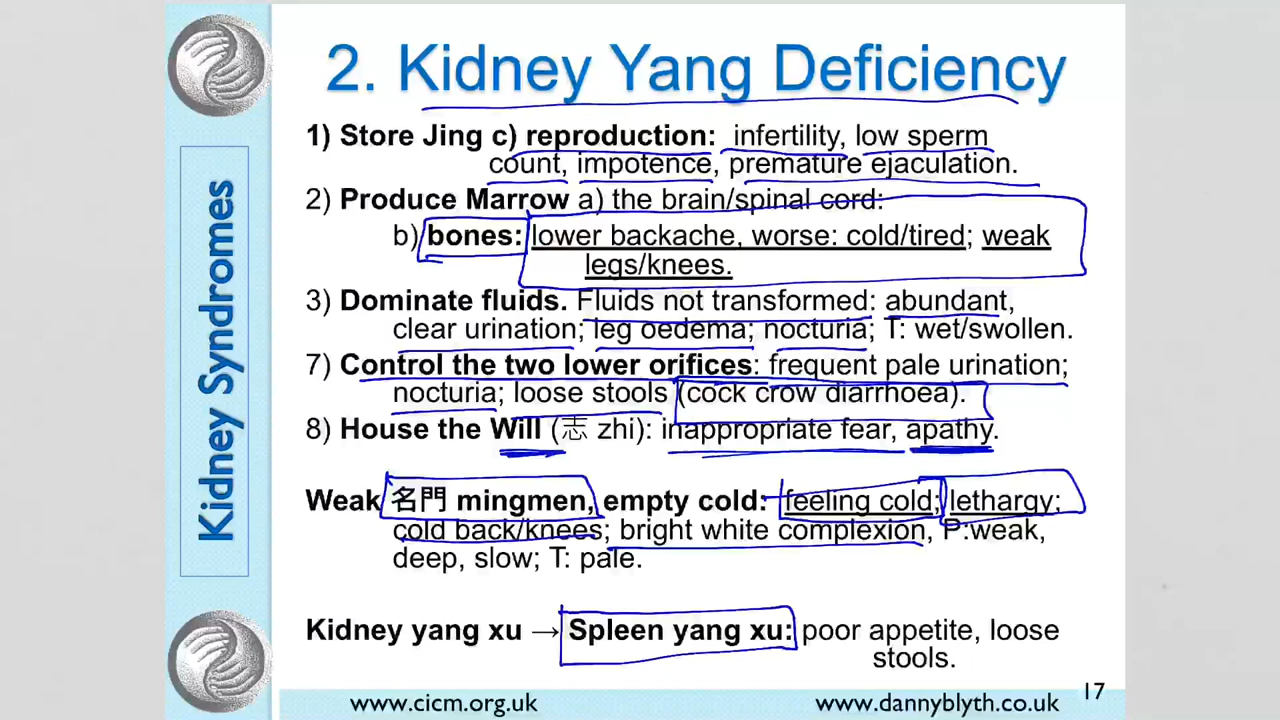 2. Kidney Yang Deficiency
1) Store Jing c) reproduction: infertility, low sperm
count, impotence, premature ejaculation.
2) Produce Marrow a) the brain/spinal cord:
b) bones: lower backache, worse: cold/tired; weak
legs/knees.
3) Dominate fluids. Fluids not transformed: abundant,
clear urination; leg oedema; nocturia; T: wet/swollen.
7) Control the two lower orifices: frequent pale urination;
nocturia; loose stools (cock crow diarrhoea).
8) House the Will (志 zhi): inappropriate fear, apathy.
Weak 名門 mingmen, empty cold: feeling cold; lethargy;
cold back/knees; bright white complexion, P:weak,
deep, slow; T: pale.
Kidney yang xu → Spleen yang xu: poor appetite, loose
stools.
Kidney Syndromes
17
www.cicm.org.uk
www.dannyblyth.co.uk